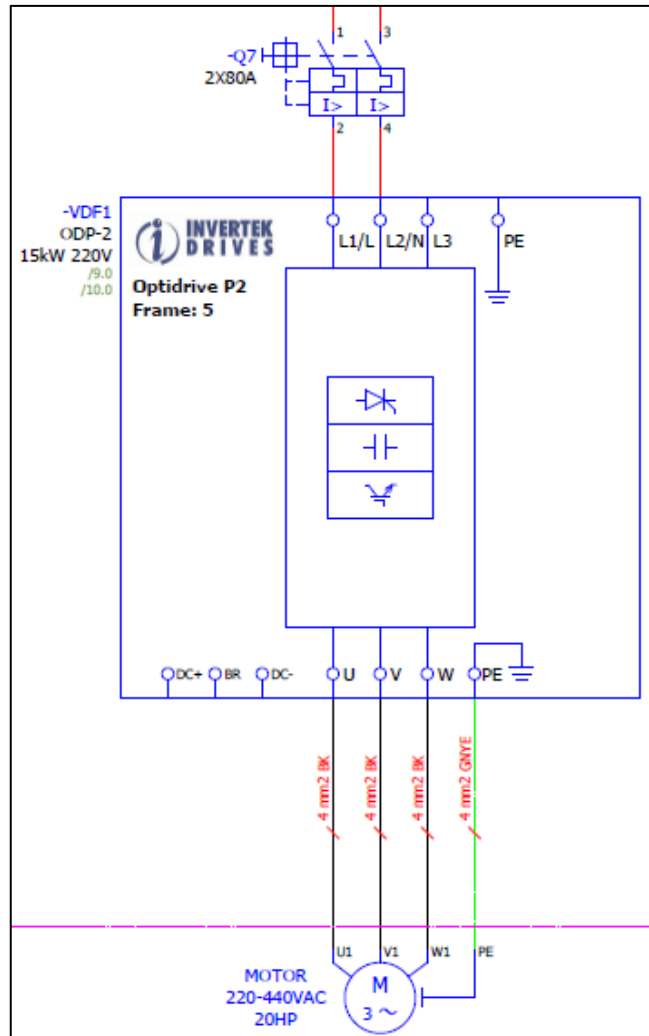 1 3
-Q7
2X80A
I> I>
2 4
-VDF1
ODP-2
15kW 220V
/9.0
/10.0
INVERTEK
DRIVES
L1/L L2/N L3 PE
Optidrive P2
Frame: 5
DC+ BR DC- U V W PE
4 mm2 BK
4 mm2 BK
4 mm2 BK
4 mm2 GNYE
U1 V1 W1 PE
MOTOR
220-440VAC
20HP
M
3 ~